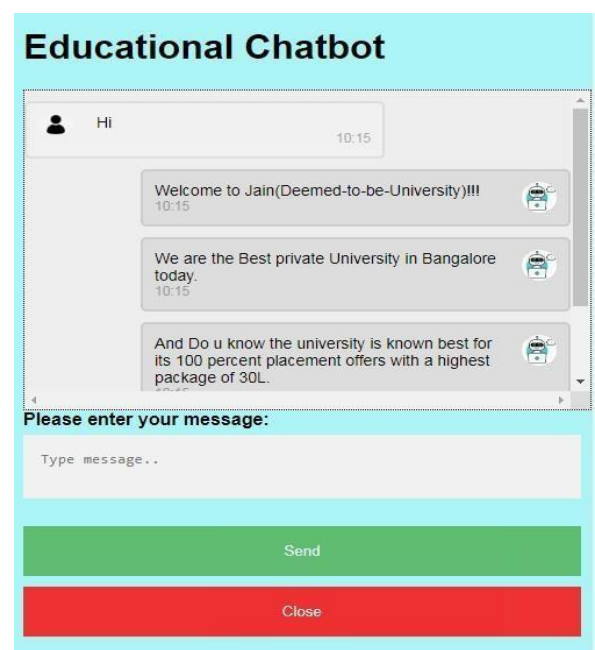 Educational Chatbot
Hi
10:15
Welcome to Jain(Deemed-to-be-University)!!!
10:15
We are the Best private University in Bangalore
today.
10:15
And Do u know the university is known best for
its 100 percent placement offers with a highest
package of 30L.
Please enter your message:
Type message..
Send
Close